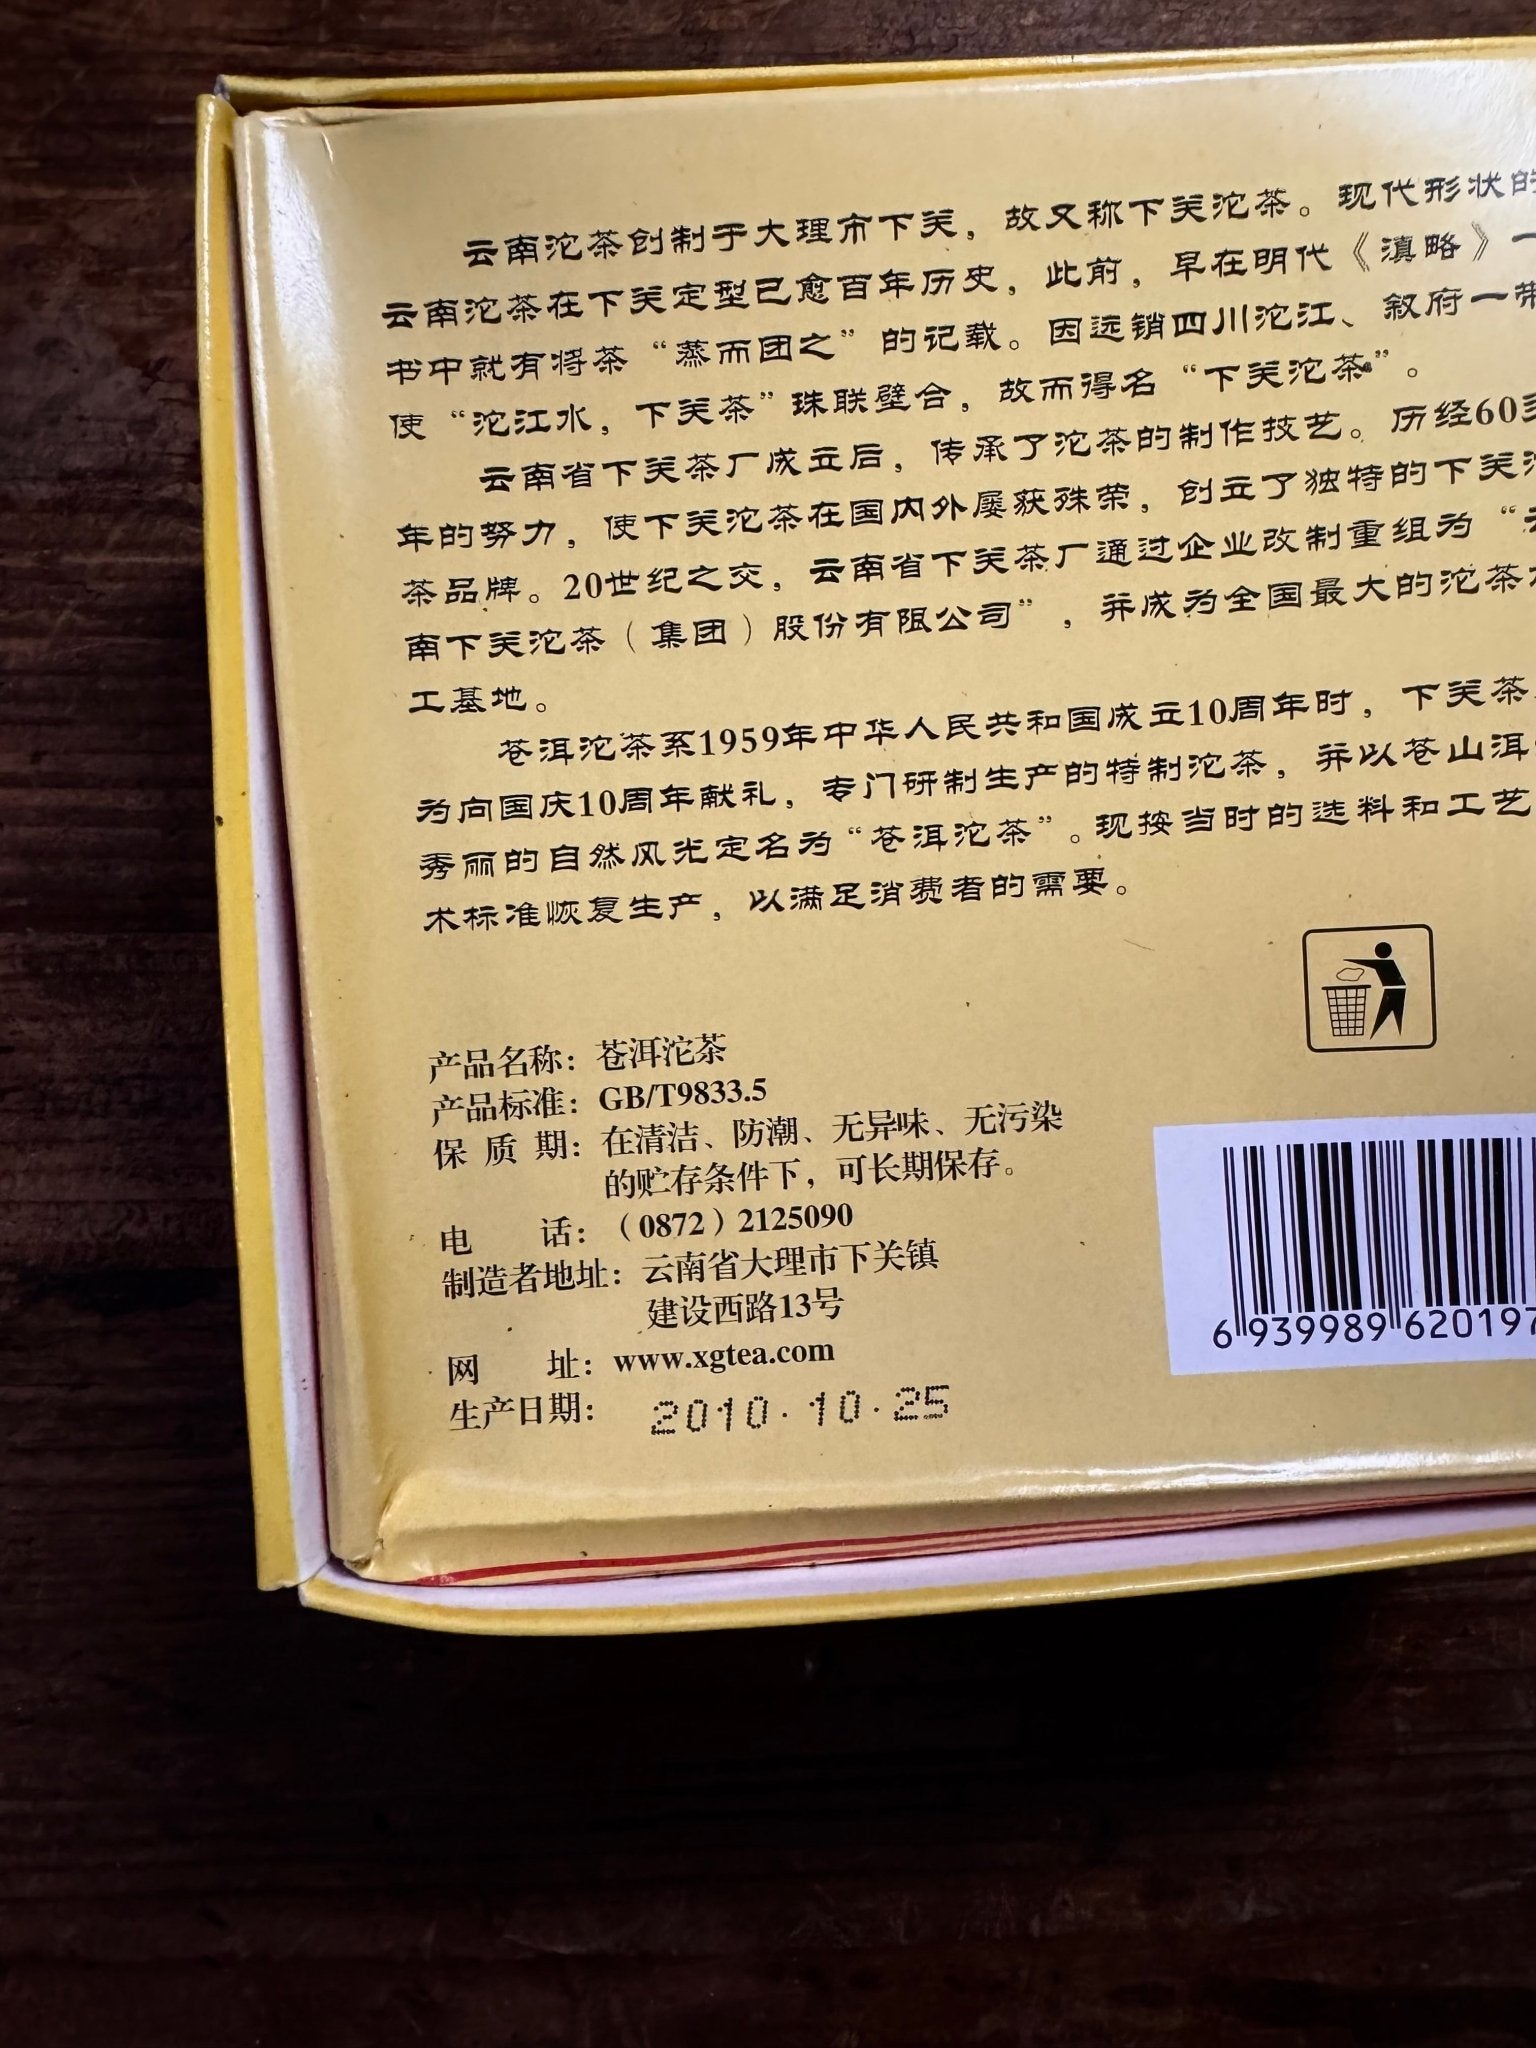 云南沱茶创制于大理市下关，故又称下关沱茶。现代形状的
云南沱茶在下关定型已愈百年历史，此前，早在明代《滇略》一
书中就有将茶“蒸而团之”的记载。因远销四川沱江、叙府一带
使“沱江水，下关茶”珠联璧合，故而得名“下关沱茶”。
云南省下关茶厂成立后，传承了沱茶的制作技艺。历经60多
年的努力，使下关沱茶在国内外屡获殊荣，创立了独特的下关沱
茶品牌。20世纪之交，云南省下关茶厂通过企业改制重组为“云
南下关沱茶（集团）股份有限公司”，并成为全国最大的沱茶
工基地。
苍洱沱茶系1959年中华人民共和国成立10周年时，下关茶
为向国庆10周年献礼，专门研制生产的特制沱茶，并以苍山洱
秀丽的自然风光定名为“苍洱沱茶”。现按当时的选料和工艺
术标准恢复生产，以满足消费者的需要。
产品名称：苍洱沱茶
产品标准：GB/T9833.5
保质期：在清洁、防潮、无异味、无污染
的贮存条件下，可长期保存。
电话：（0872）2125090
制造者地址：云南省大理市下关镇
建设西路13号
网址：www.xgtea.com
生产日期：2010.10.25
6 939989 620197